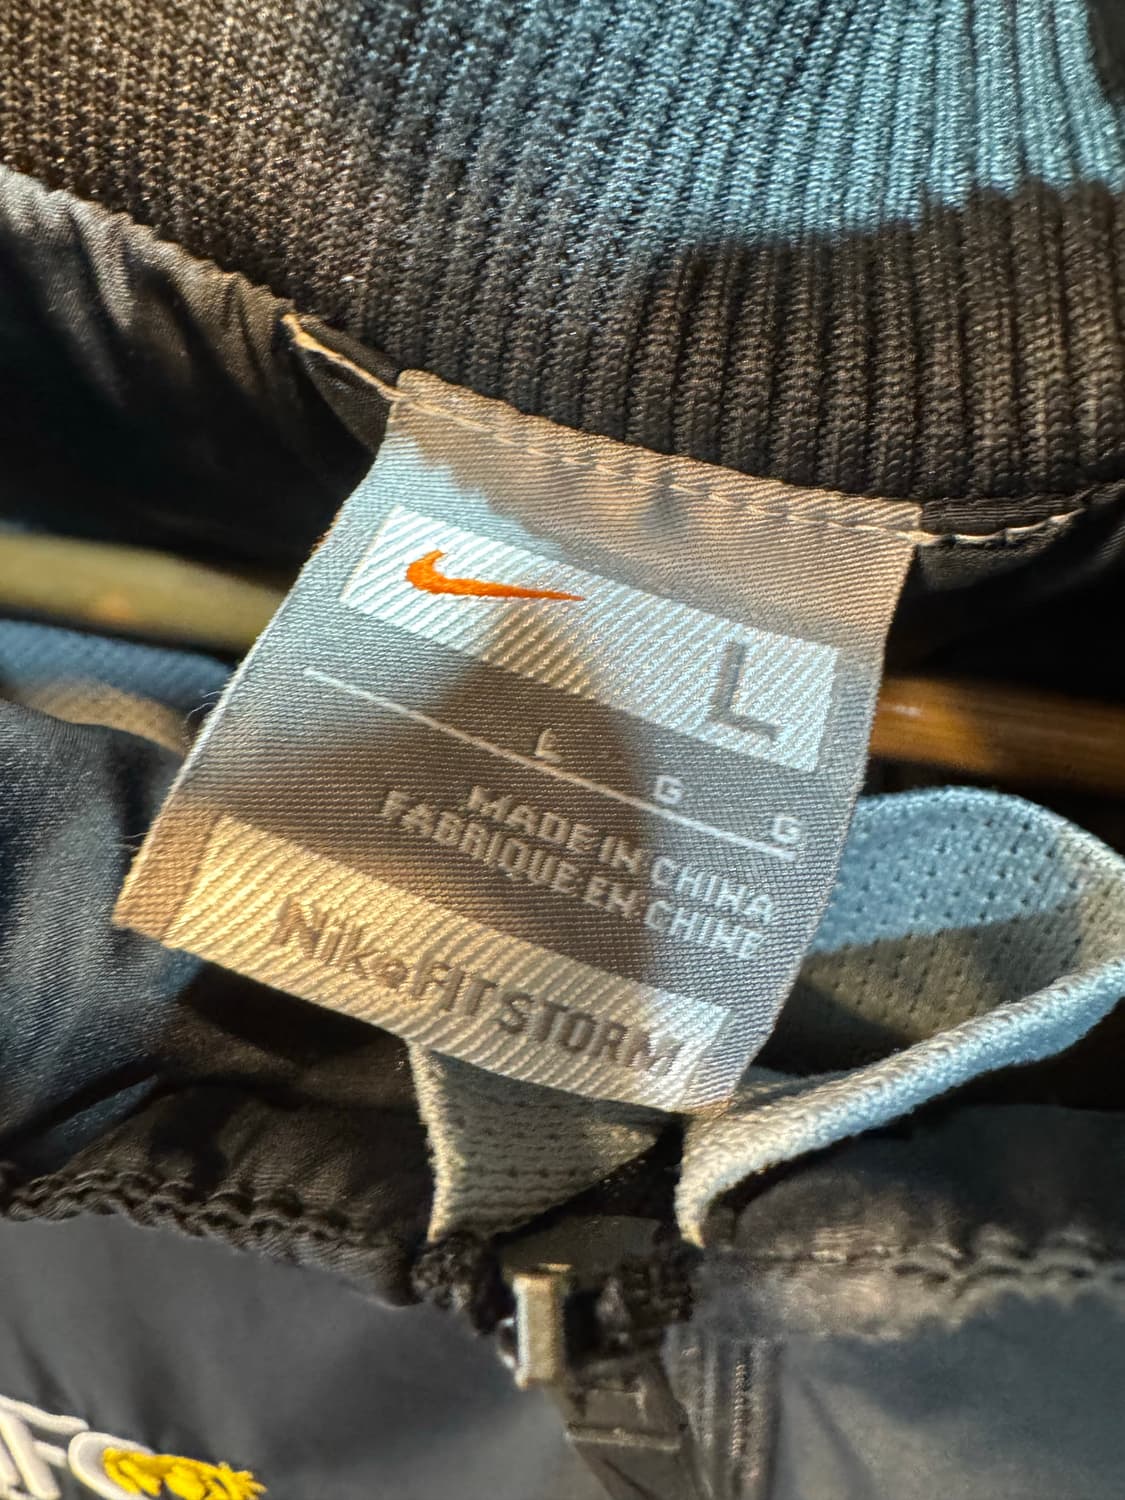 L
L G G
MADE IN CHINA
FABRIQUE EN CHINE
NikeFIT STORM